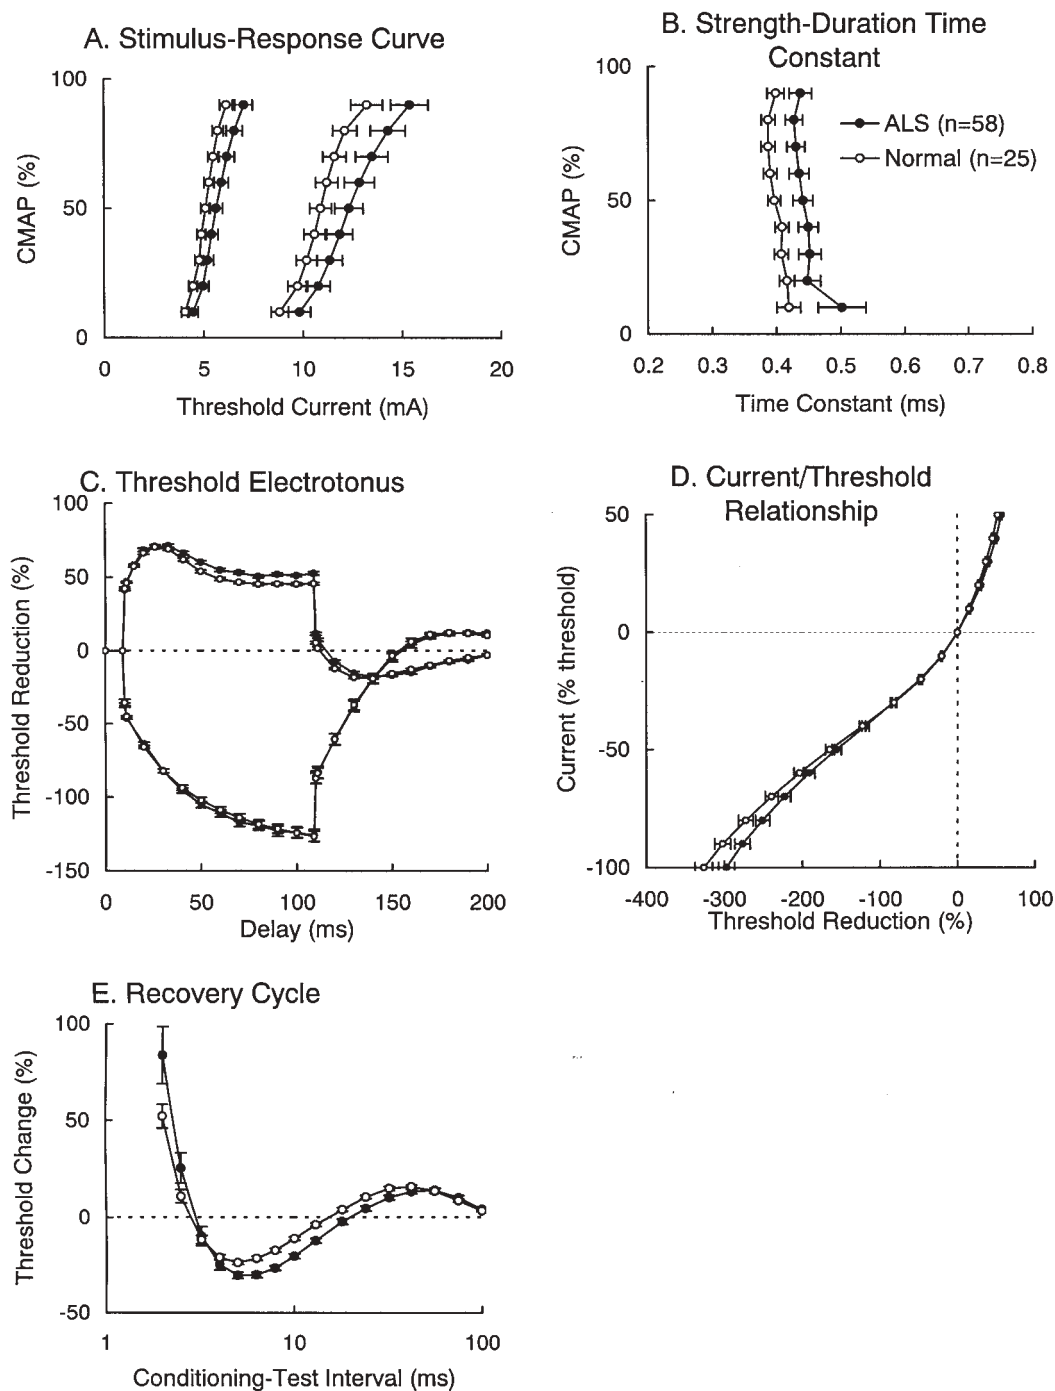 A. Stimulus-Response Curve
100
50
0
CMAP (%)
0 5 10 15 20
Threshold Current (mA)
B. Strength-Duration Time
Constant
100
50
0
CMAP (%)
ALS (n=58)
Normal (n=25)
0.2 0.3 0.4 0.5 0.6 0.7 0.8
Time Constant (ms)
C. Threshold Electrotonus
100
50
0
-50
-100
-150
Threshold Reduction (%)
0 50 100 150 200
Delay (ms)
D. Current/Threshold
Relationship
50
0
-50
-100
Current (% threshold)
-400 -300 -200 -100 0 100
Threshold Reduction (%)
E. Recovery Cycle
100
50
0
-50
Threshold Change (%)
1 10 100
Conditioning-Test Interval (ms)